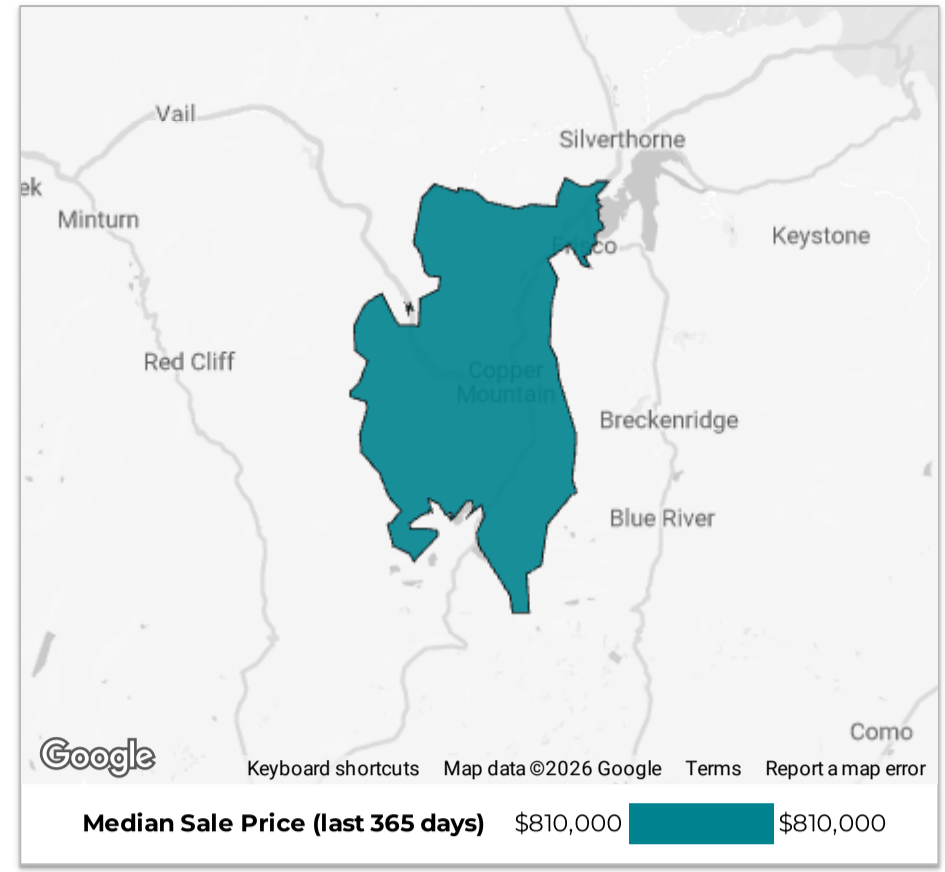 Vail
Silverthorne
ek
Minturn
Keystone
Frisco
Red Cliff
Copper
Mountain
Breckenridge
Blue River
Como
Google
Keyboard shortcuts Map data ©2026 Google Terms Report a map error
Median Sale Price (last 365 days) $810,000 $810,000